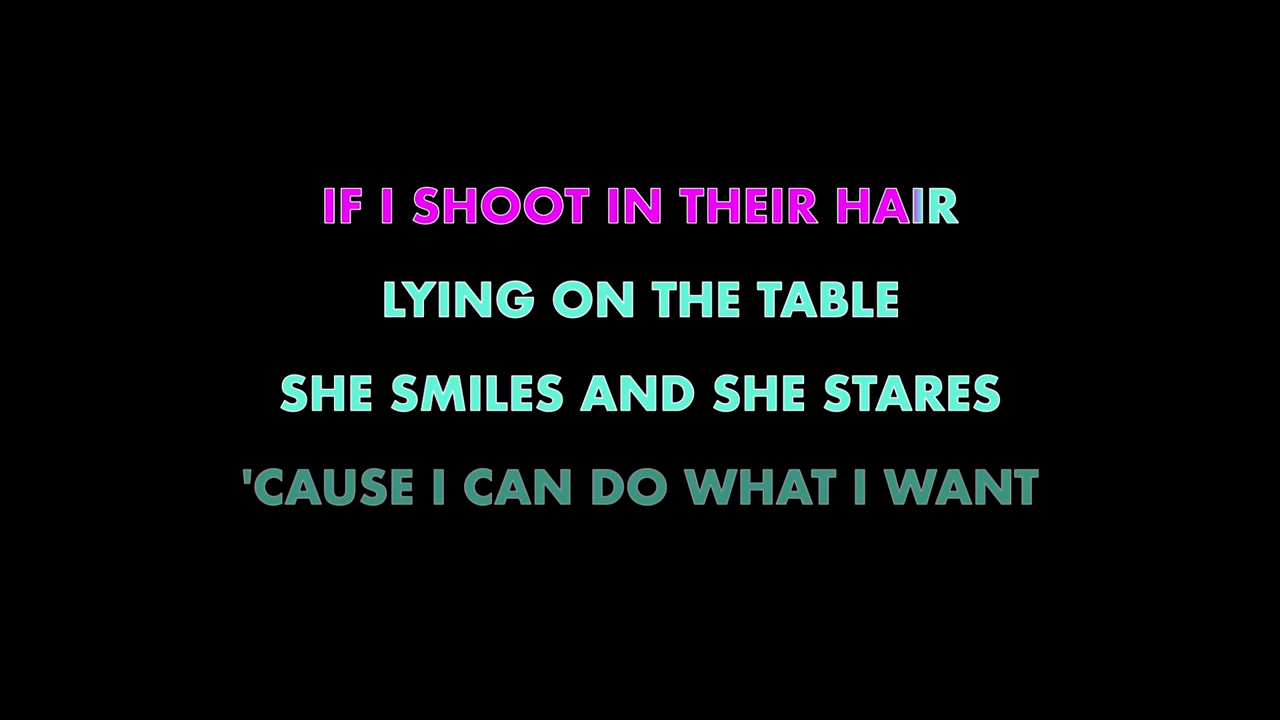 IF I SHOOT IN THEIR HAIR
LYING ON THE TABLE
SHE SMILES AND SHE STARES
'CAUSE I CAN DO WHAT I WANT